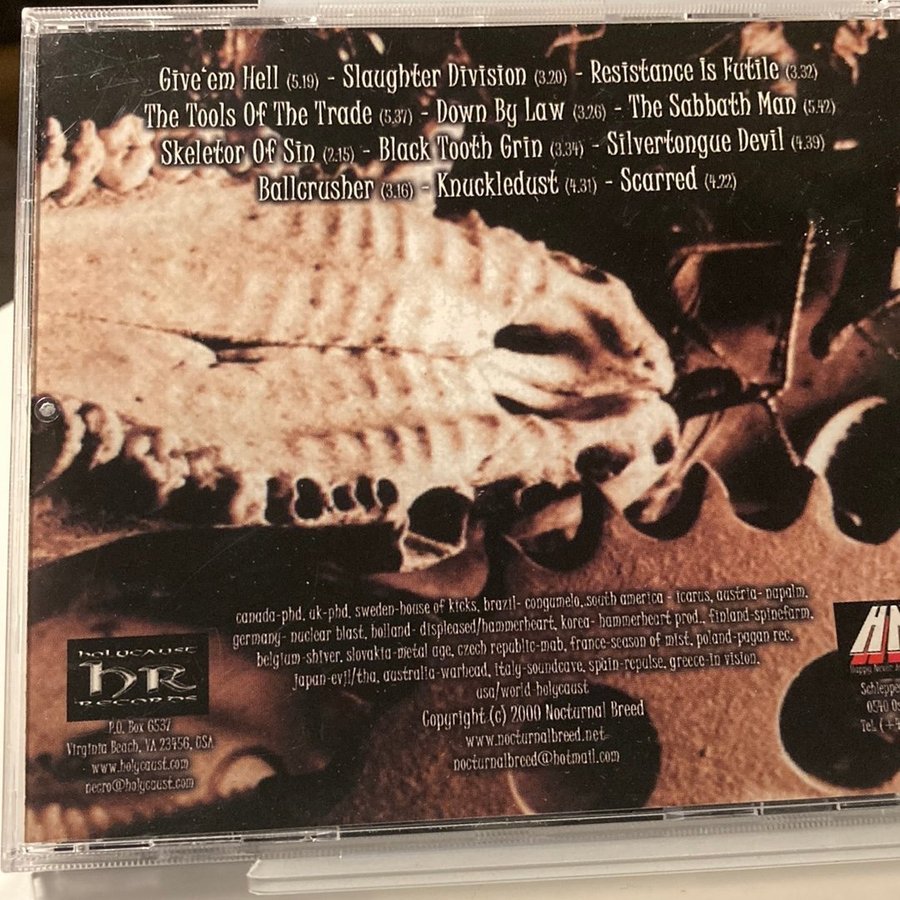 Give'em Hell (5.19) - Slaughter Division (3.20) - Resistance Is Futile (3.32)
The Tools Of The Trade (5.37) - Down By Law (3.26) - The Sabbath Man (5.42)
Skeletor Of Sin (2.15) - Black Tooth Grin (3.34) - Silvertongue Devil (4.39)
Ballcrusher (3.16) - Knuckledust (4.31) - Scarred (4.22)
canada-phd, uk-phd, sweden-house of kicks, brazil- congumelo, south america - icarus, austria- napalm,
germany- nuclear blast, holland- displeased/hammerheart, korea- hammerheart prod., finland-spinefarm,
belgium-shiver, slovakia-metal age, czech republic-mab, france-season of mist, poland-pagan rec,
japan-evil/tha, australia-warhead, italy-soundcave, spain-repulse, greece-in vision,
usa/world-holycaust
Copyright (c) 2000 Nocturnal Breed
www.nocturnalbreed.net
nocturnalbreed@hotmail.com
holycaust
HR
records
P.O. Box 6537
Virginia Beach, VA 23456, USA
www.holycaust.com
necro@holycaust.com
Happy Never
0540 Os
Tel. (+4